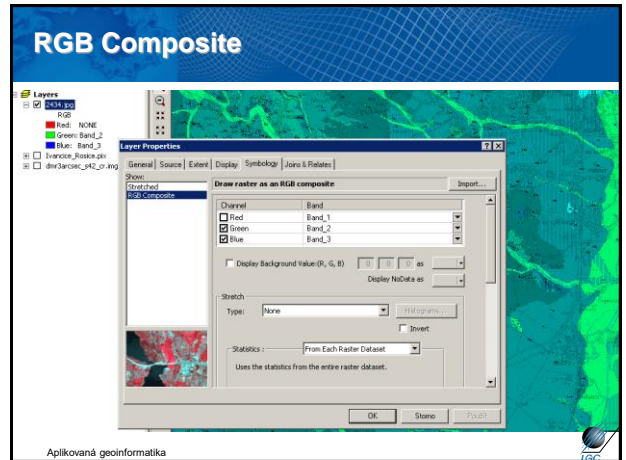 RGB Composite
Layers
2434.jpg
RGB
Red: NONE
Green: Band_2
Blue: Band_3
Ivancice_Rosice.pix
dmr3arcsec_s42_cr.img
Layer Properties
General Source Extent Display Symbology Joins & Relates
Show:
Stretched
RGB Composite
Draw raster as an RGB composite
Import...
Channel Band
Red Band_1
Green Band_2
Blue Band_3
Display Background Value:(R, G, B) 0 0 0 as
Display NoData as
Stretch
Type: None Histograms...
Invert
Statistics : From Each Raster Dataset
Uses the statistics from the entire raster dataset.
OK Storno Použít
Aplikovaná geoinformatika
LGC